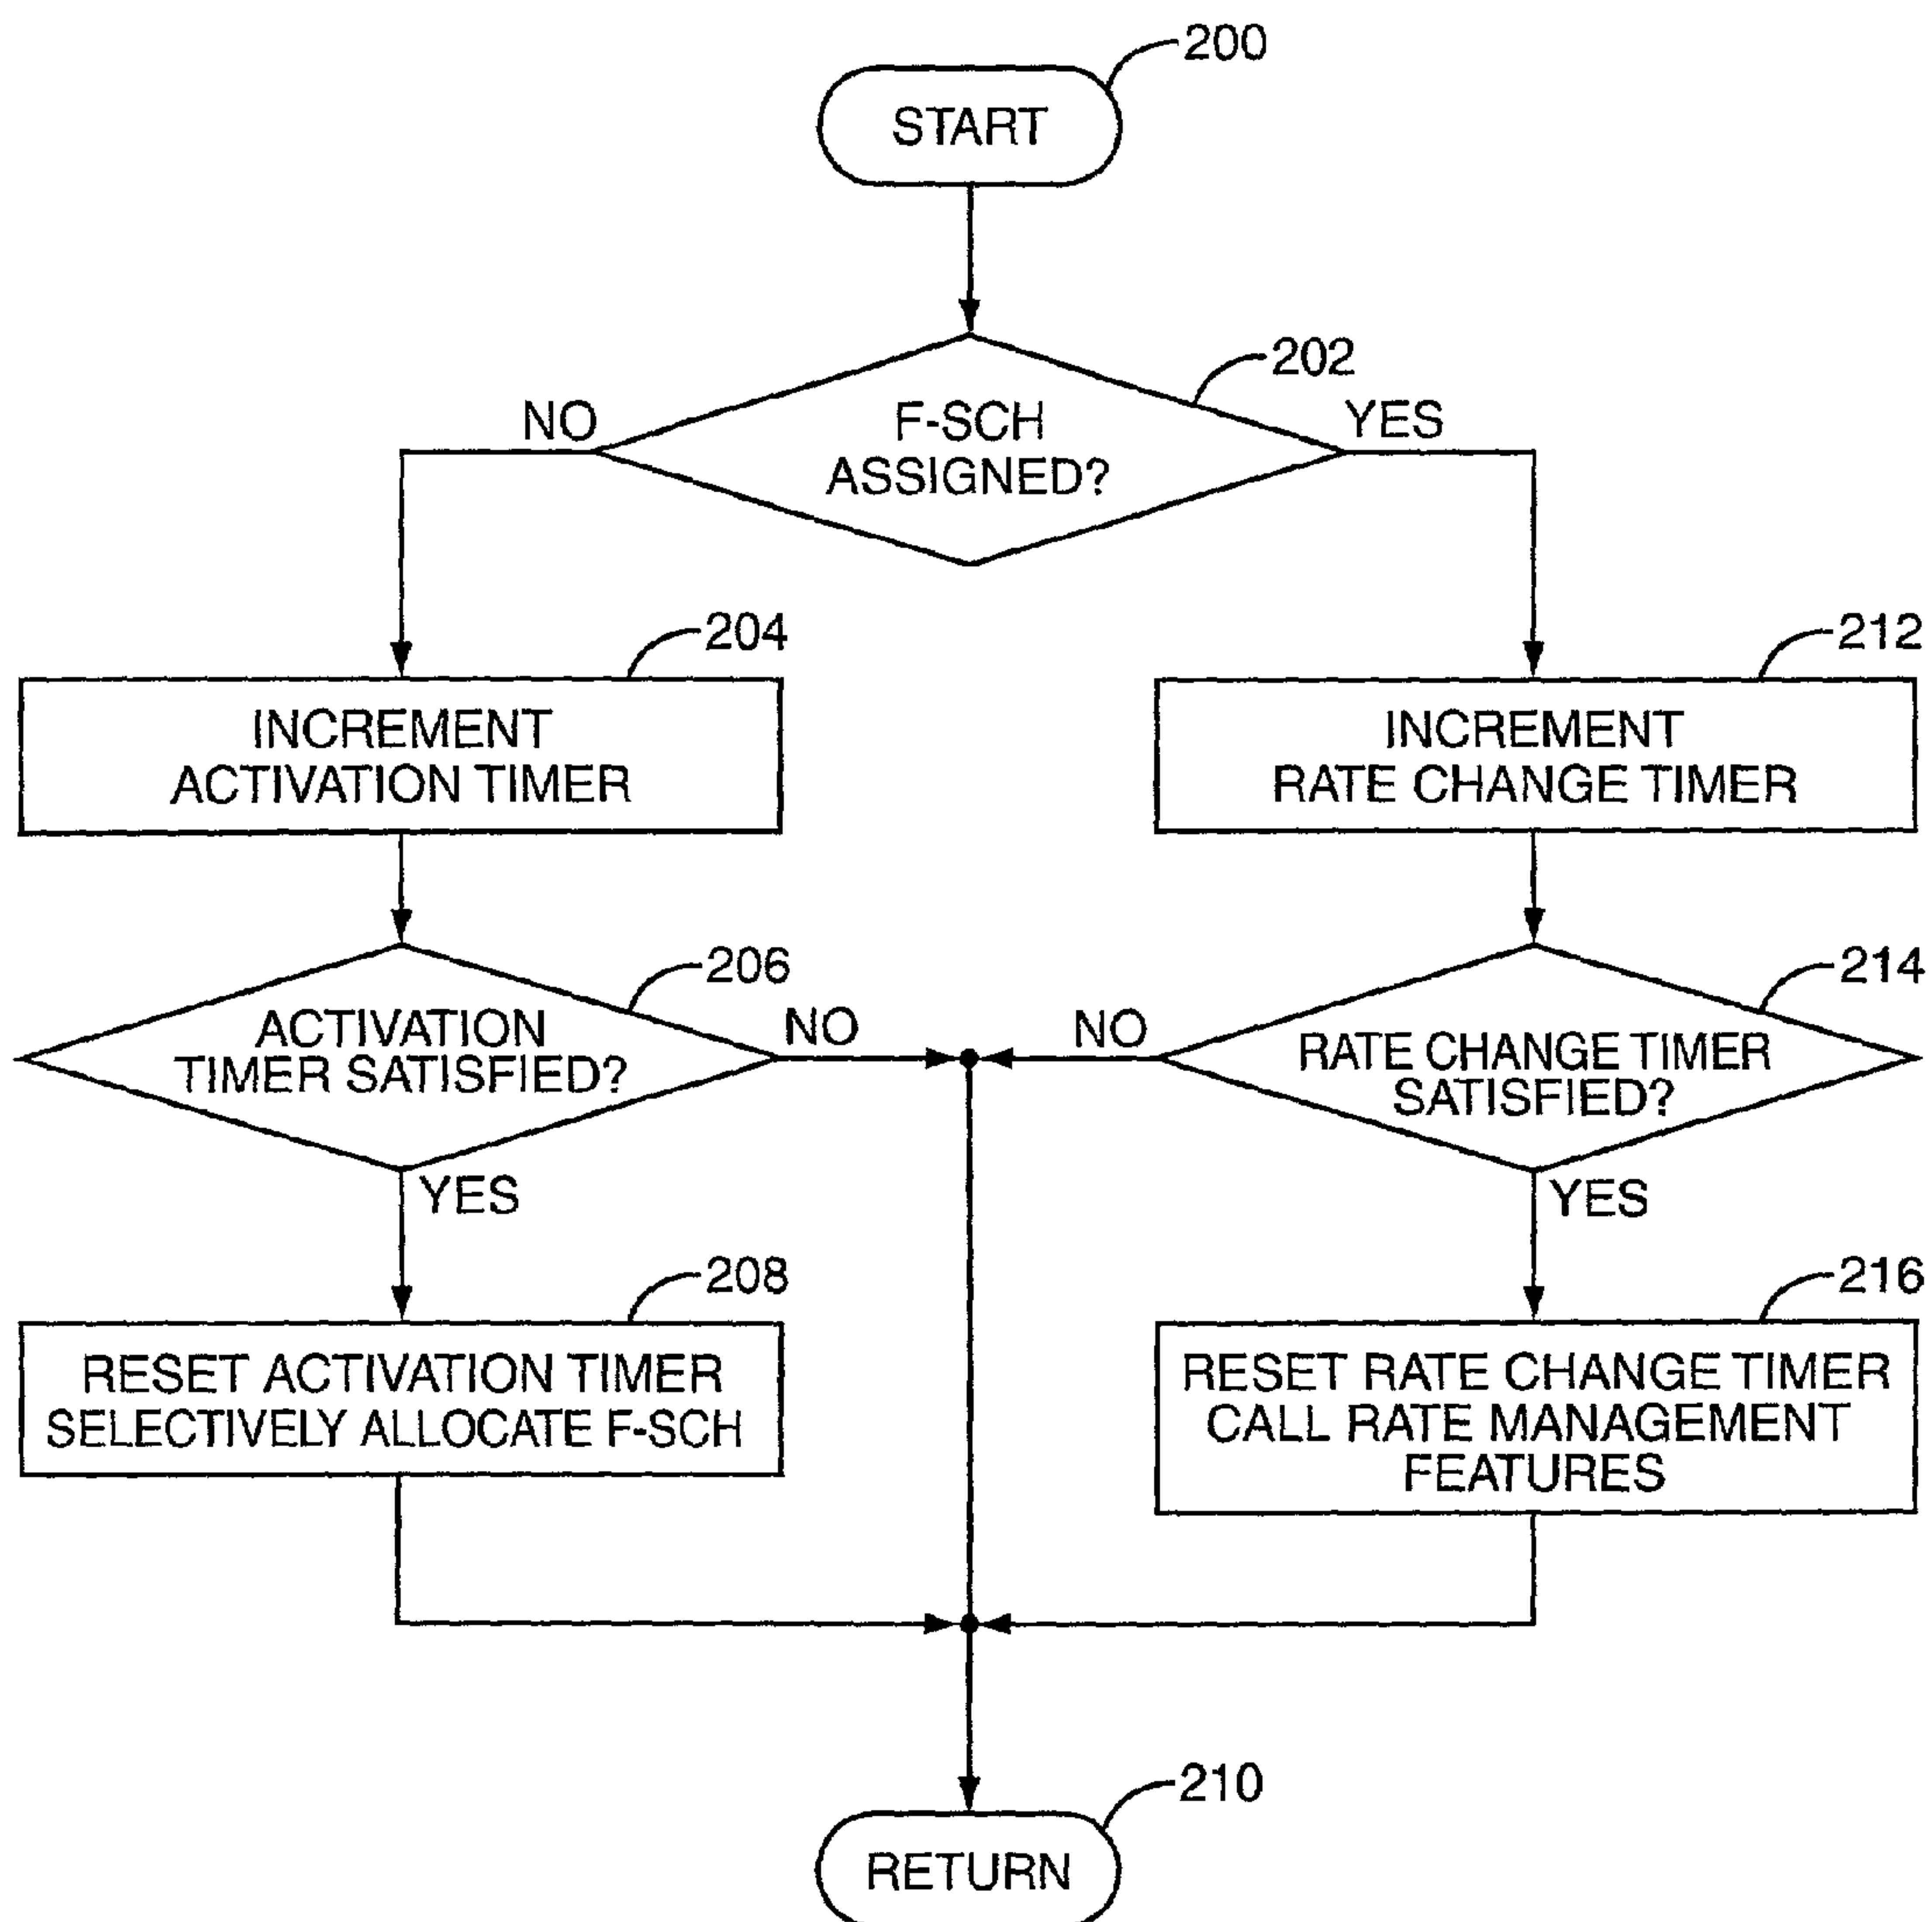 200
START
202
NO
F-SCH
ASSIGNED?
YES
204
INCREMENT
ACTIVATION TIMER
212
INCREMENT
RATE CHANGE TIMER
206
ACTIVATION
TIMER SATISFIED?
NO
YES
214
NO
RATE CHANGE TIMER
SATISFIED?
YES
208
RESET ACTIVATION TIMER
SELECTIVELY ALLOCATE F-SCH
216
RESET RATE CHANGE TIMER
CALL RATE MANAGEMENT
FEATURES
210
RETURN